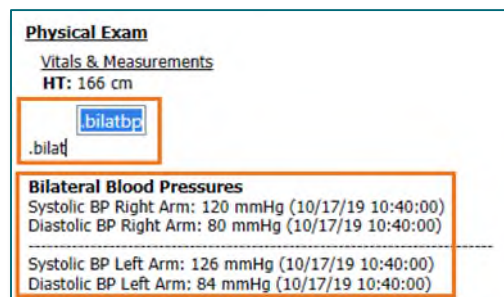 Physical Exam
Vitals & Measurements
HT: 166 cm
.bilatbp
.bilat
Bilateral Blood Pressures
Systolic BP Right Arm: 120 mmHg (10/17/19 10:40:00)
Diastolic BP Right Arm: 80 mmHg (10/17/19 10:40:00)
--------------------------------------------------------------------------------
Systolic BP Left Arm: 126 mmHg (10/17/19 10:40:00)
Diastolic BP Left Arm: 84 mmHg (10/17/19 10:40:00)